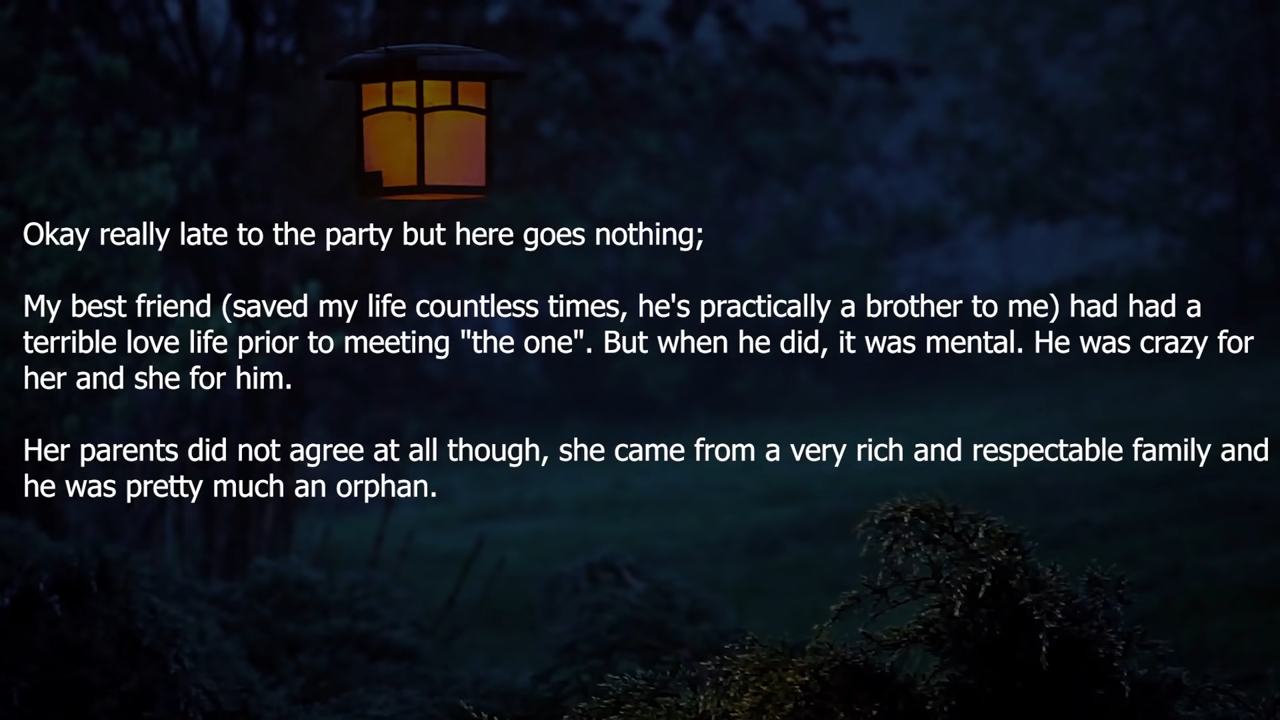 Okay really late to the party but here goes nothing;
My best friend (saved my life countless times, he's practically a brother to me) had had a
terrible love life prior to meeting "the one". But when he did, it was mental. He was crazy for
her and she for him.
Her parents did not agree at all though, she came from a very rich and respectable family and
he was pretty much an orphan.